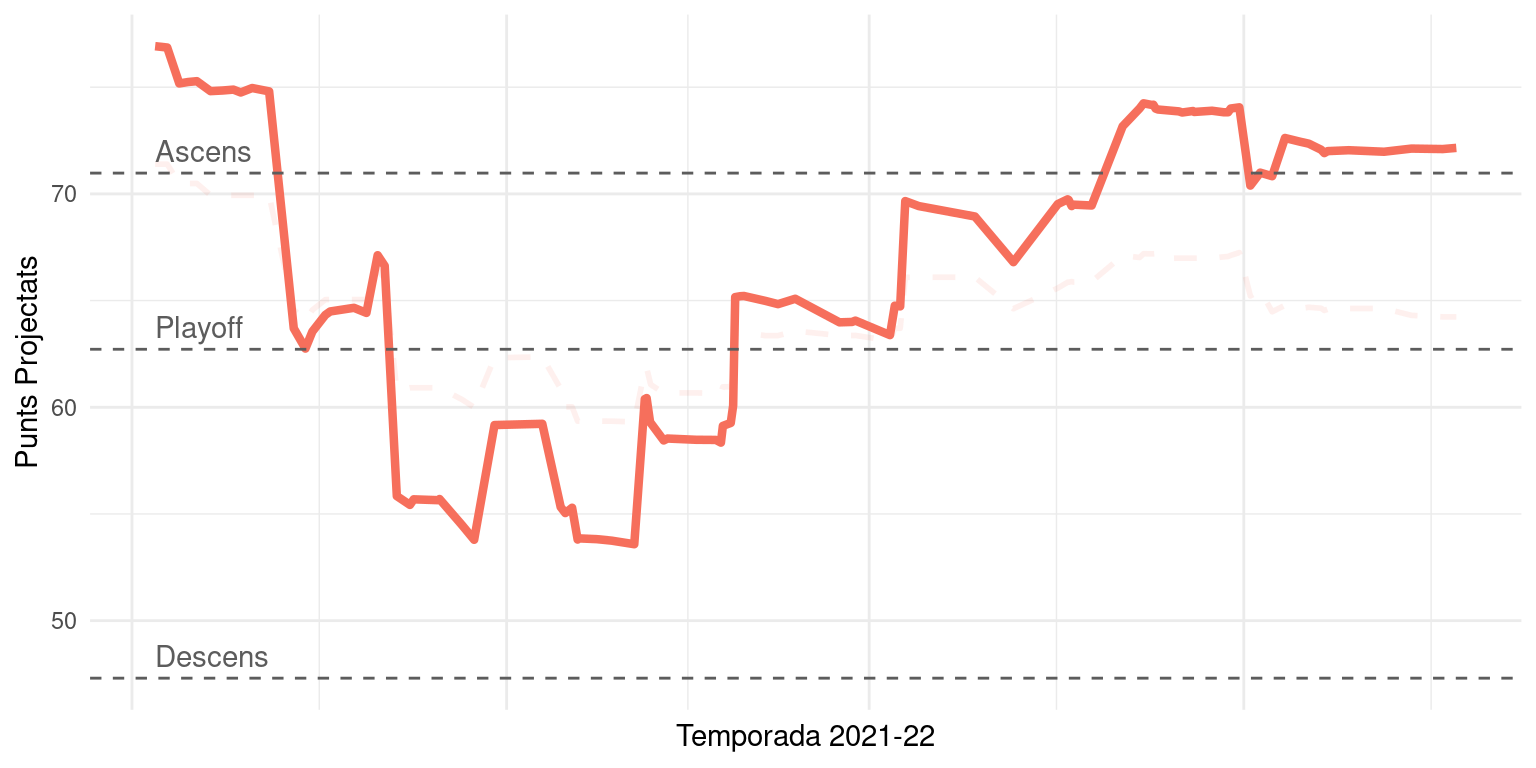 Punts Projectats
70
60
50
Ascens
Playoff
Descens
Temporada 2021-22